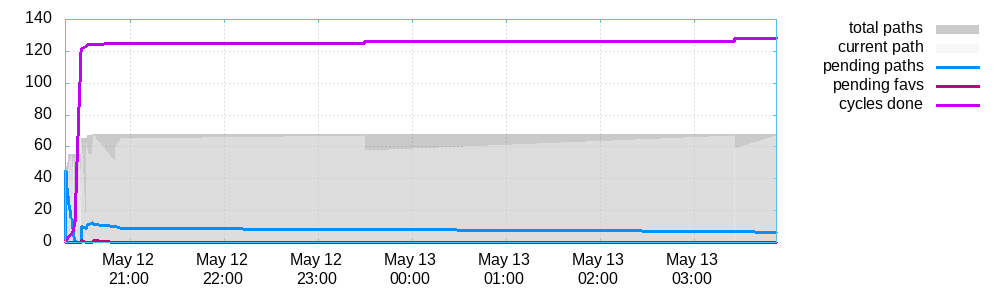 140
120
100
80
60
40
20
0
May 12
21:00
May 12
22:00
May 12
23:00
May 13
00:00
May 13
01:00
May 13
02:00
May 13
03:00
total paths
current path
pending paths
pending favs
cycles done